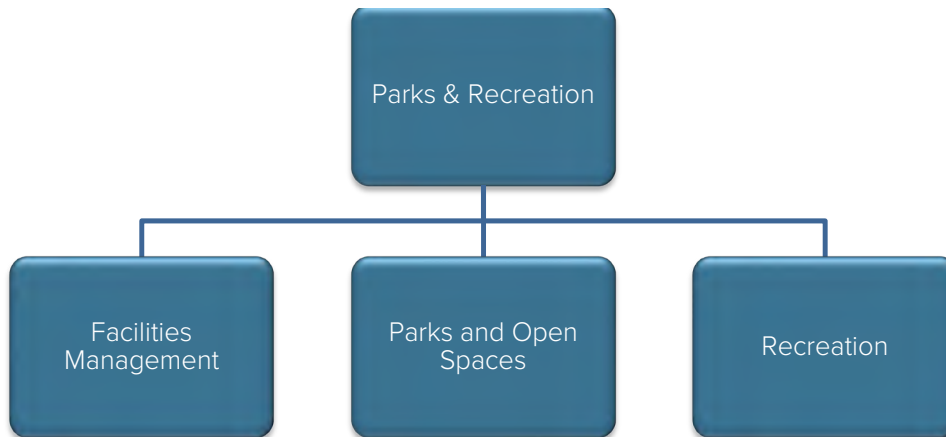 Parks & Recreation
Facilities
Management
Parks and Open
Spaces
Recreation